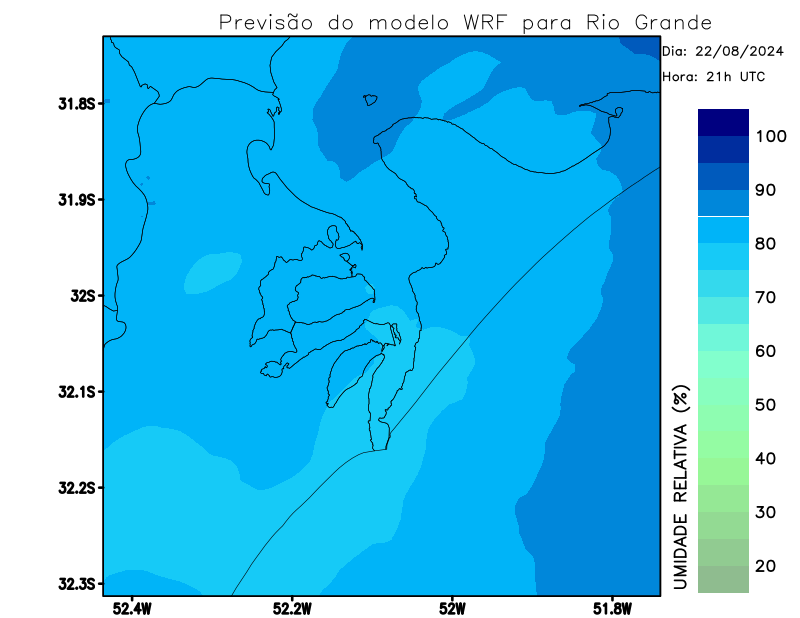 Previsão do modelo WRF para Rio Grande
Dia: 22/08/2024
Hora: 21h UTC
31.8S
31.9S
32S
32.1S
32.2S
32.3S
52.4W
52.2W
52W
51.8W
100
90
80
70
60
50
40
30
20
UMIDADE RELATIVA (%)